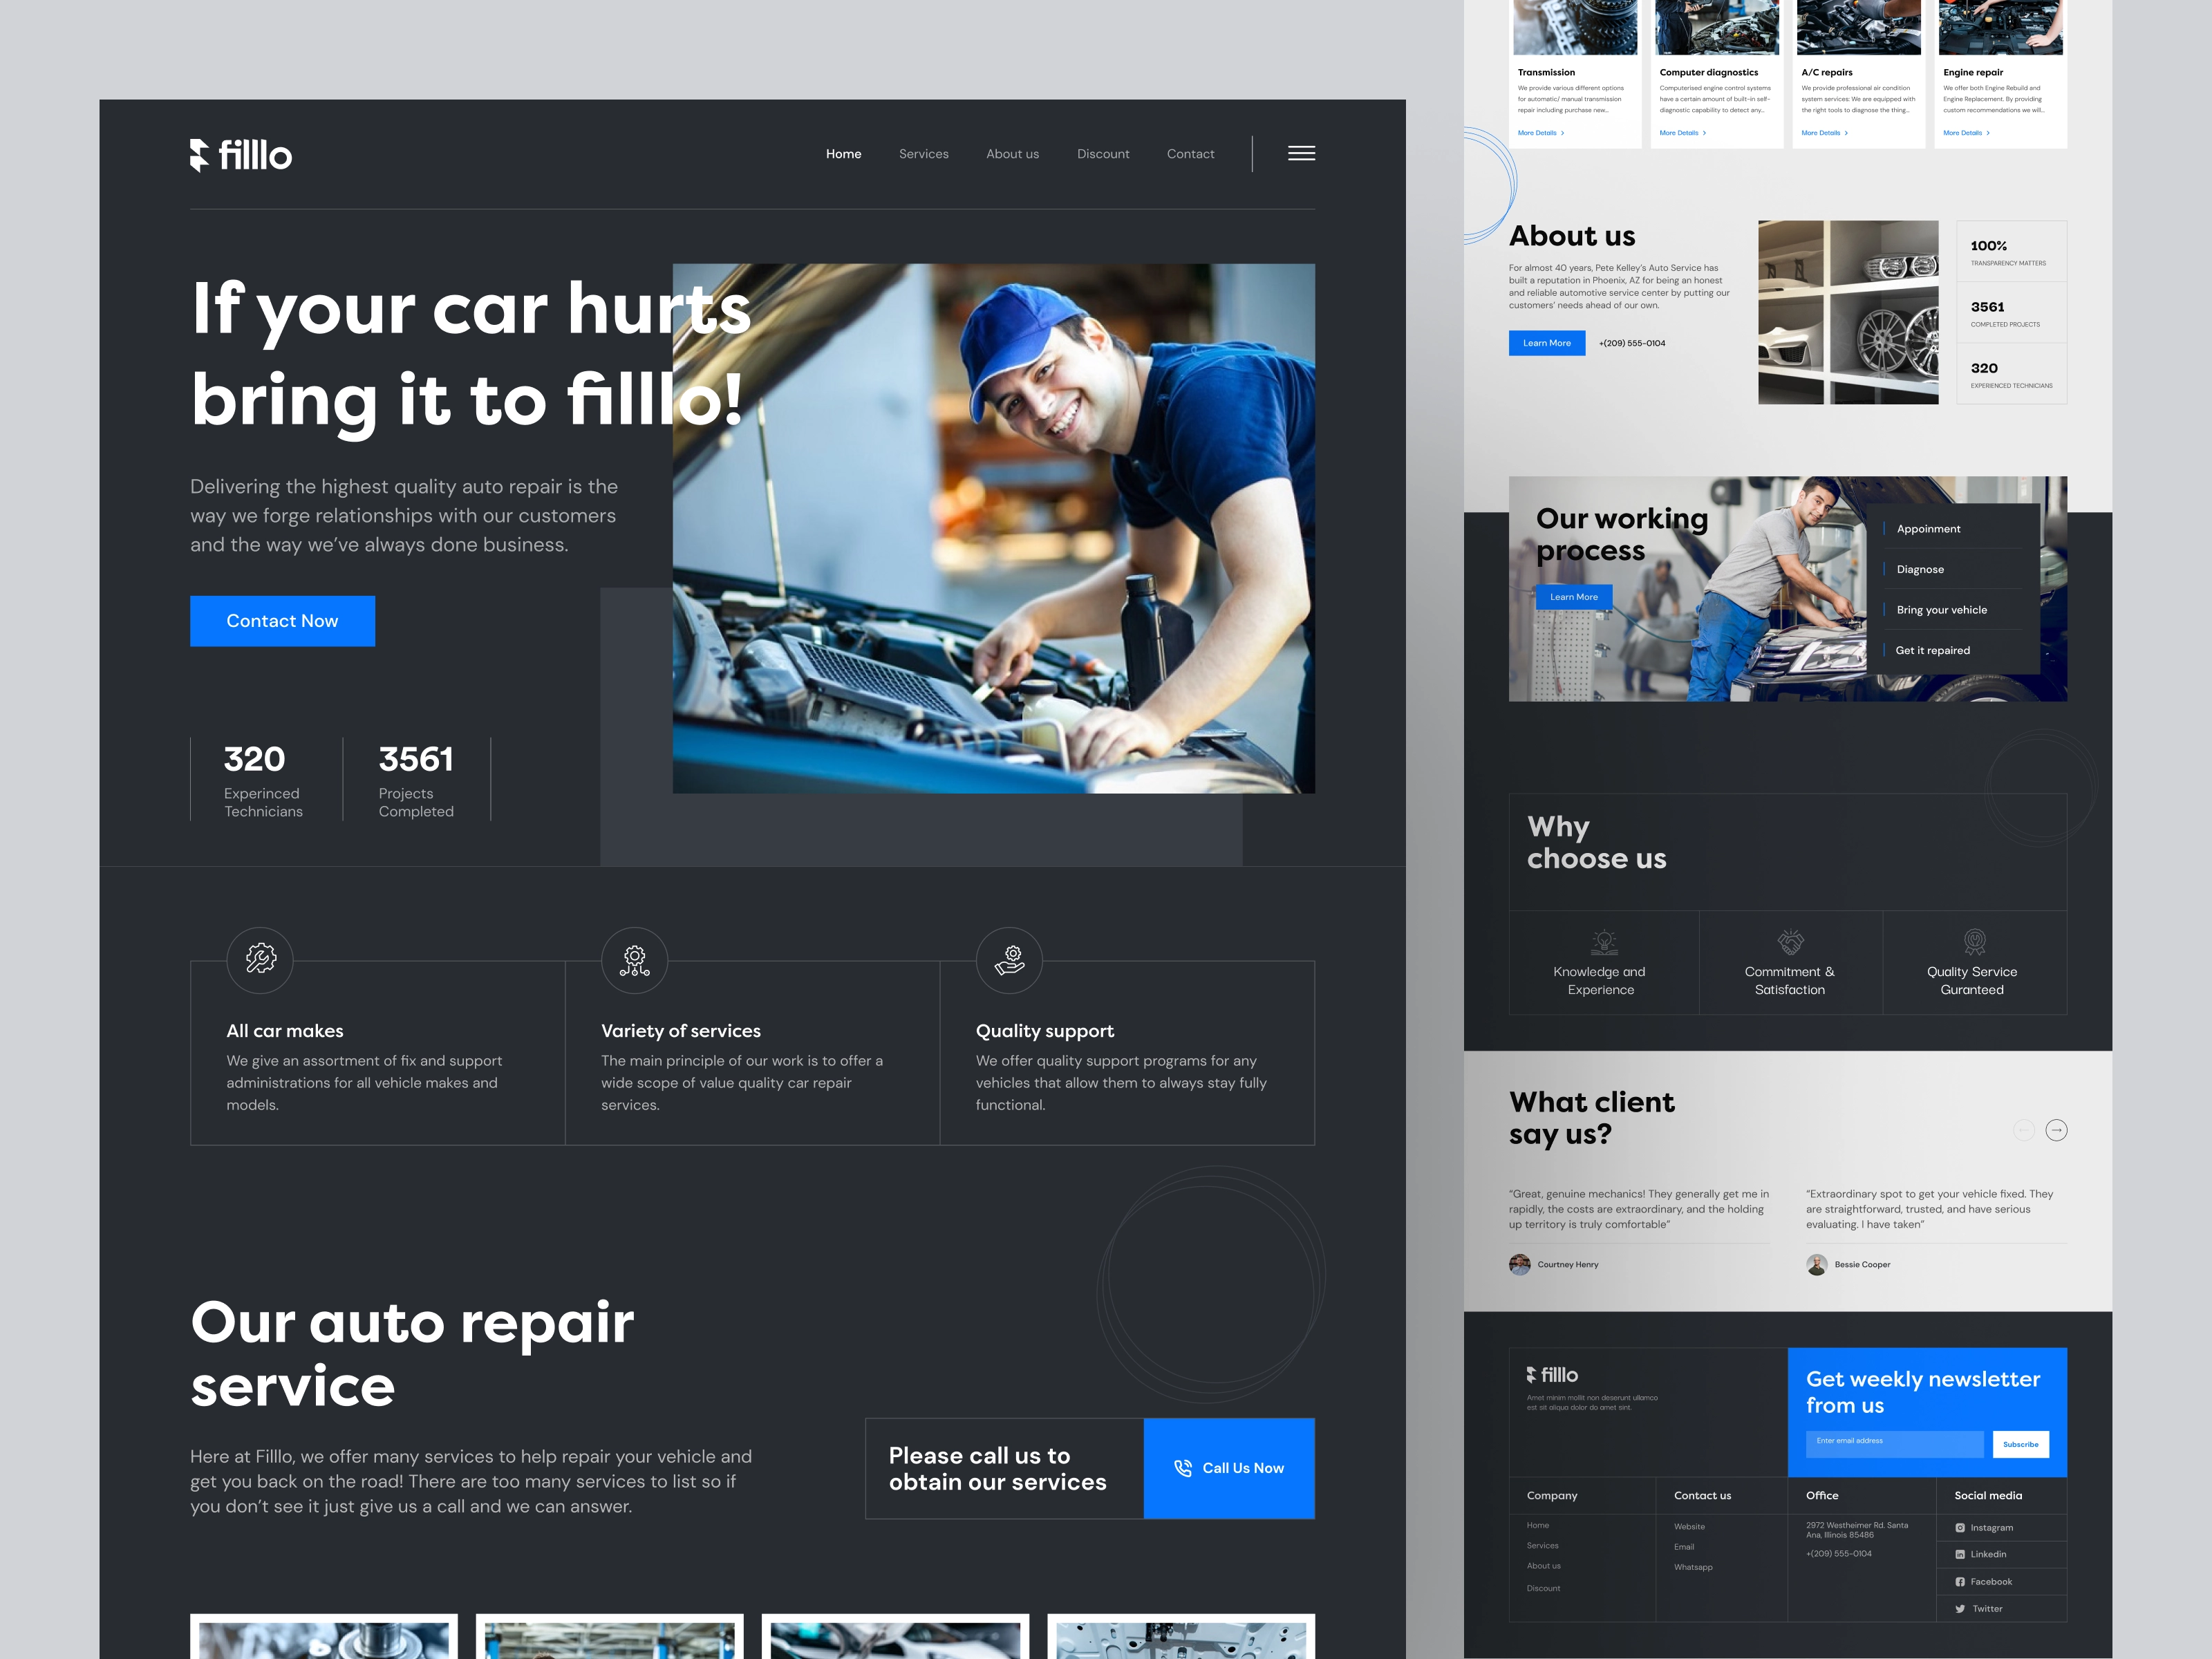 filllo
Home
Services
About us
Discount
Contact
If your car hurts
bring it to filllo!
Delivering the highest quality auto repair is the
way we forge relationships with our customers
and the way we’ve always done business.
Contact Now
320
Experinced
Technicians
3561
Projects
Completed
All car makes
We give an assortment of fix and support
administrations for all vehicle makes and
models.
Variety of services
The main principle of our work is to offer a
wide scope of value quality car repair
services.
Quality support
We offer quality support programs for any
vehicles that allow them to always stay fully
functional.
Our auto repair
service
Here at Filllo, we offer many services to help repair your vehicle and
get you back on the road! There are too many services to list so if
you don’t see it just give us a call and we can answer.
Please call us to
obtain our services
Call Us Now
Transmission
We provide various different options
for automatic/ manual transmission
repair including purchase new...
More Details
Computer diagnostics
Computerised engine control systems
have a certain amount of built-in self-
diagnostic capability to detect any...
More Details
A/C repairs
We provide professional air condition
system services: We are equipped with
the right tools to diagnose the thing...
More Details
Engine repair
We offer both Engine Rebuild and
Engine Replacement. By providing
custom recommendations we will...
More Details
About us
For almost 40 years, Pete Kelley’s Auto Service has
built a reputation in Phoenix, AZ for being an honest
and reliable automotive service center by putting our
customers’ needs ahead of our own.
Learn More
+(209) 555-0104
100%
TRANSPARENCY MATTERS
3561
COMPLETED PROJECTS
320
EXPERIENCED TECHNICIANS
Our working
process
Learn More
Appoinment
Diagnose
Bring your vehicle
Get it repaired
Why
choose us
Knowledge and
Experience
Commitment &
Satisfaction
Quality Service
Guranteed
What client
say us?
“Great, genuine mechanics! They generally get me in
rapidly, the costs are extraordinary, and the holding
up territory is truly comfortable”
Courtney Henry
“Extraordinary spot to get your vehicle fixed. They
are straightforward, trusted, and have serious
evaluating. I have taken”
Bessie Cooper
filllo
Amet minim mollit non deserunt ullamco
est sit aliqua dolor do amet sint.
Get weekly newsletter
from us
Enter email address
Subscribe
Company
Home
Services
About us
Discount
Contact us
Website
Email
Whatsapp
Office
2972 Westheimer Rd. Santa
Ana, Illinois 85486
+(209) 555-0104
Social media
Instagram
Linkedin
Facebook
Twitter